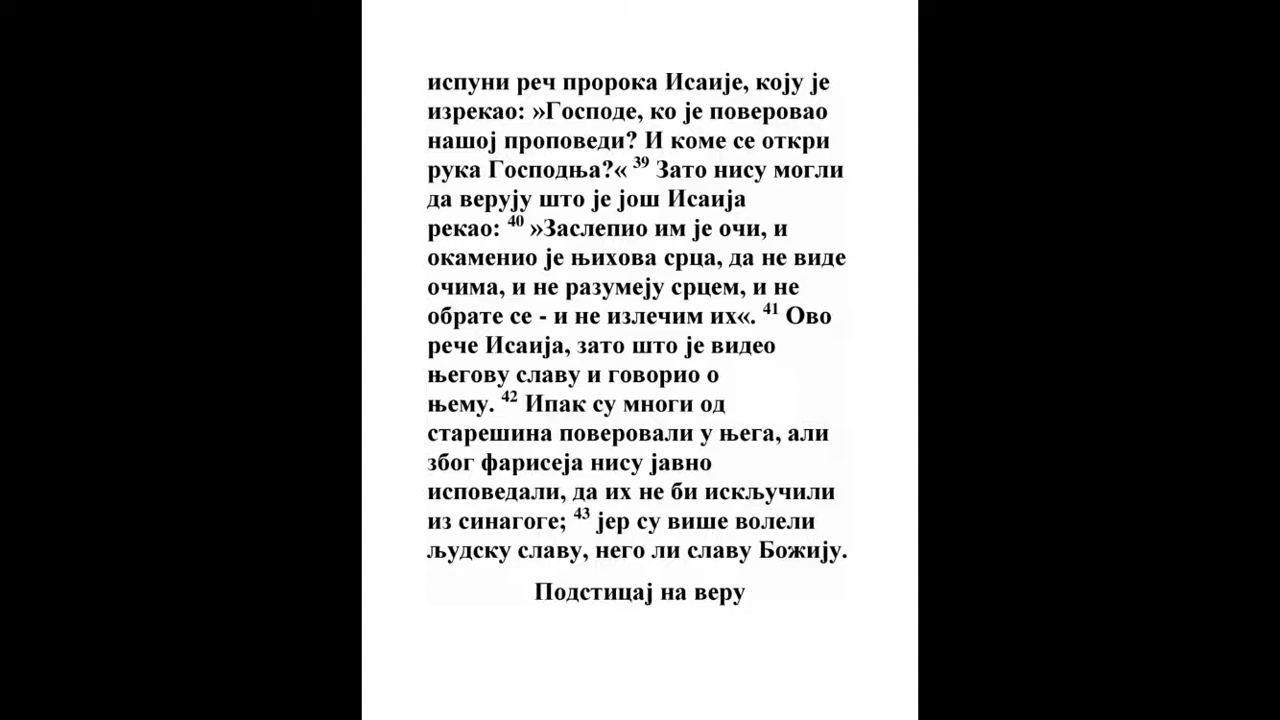 испуни реч пророка Исаије, коју је
изрекао: »Господе, ко је поверовао
нашој проповеди? И коме се откри
рука Господња?« 39 Зато нису могли
да верују што је још Исаија
рекао: 40 »Заслепио им је очи, и
окаменио је њихова срца, да не виде
очима, и не разумеју срцем, и не
обрате се - и не излечим их«. 41 Ово
рече Исаија, зато што је видео
његову славу и говорио о
њему. 42 Ипак су многи од
старешина поверовали у њега, али
због фарисеја нису јавно
исповедали, да их не би искључили
из синагоге; 43 јер су више волели
људску славу, него ли славу Божију.
Подстицај на веру